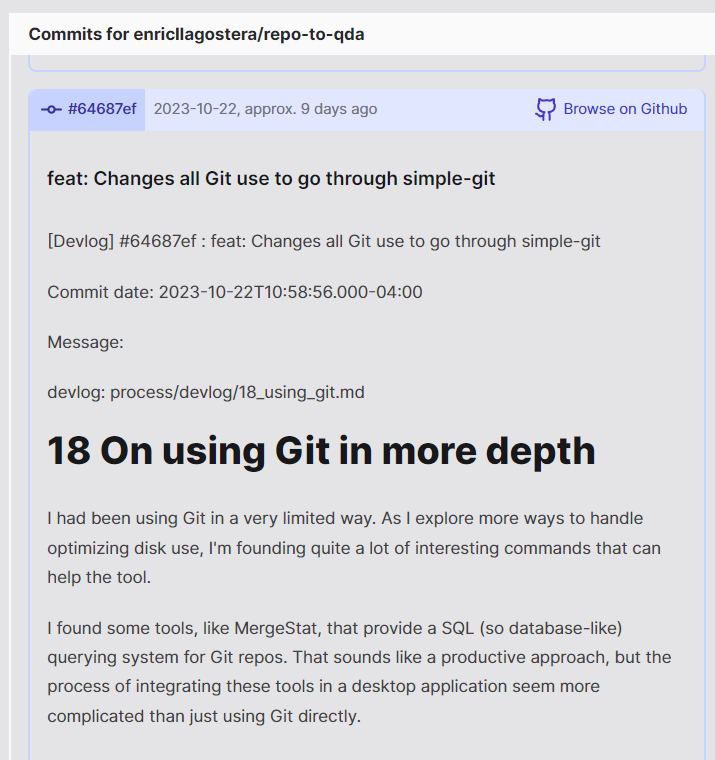 Commits for enricllagostera/repo-to-qda
#64687ef 2023-10-22, approx. 9 days ago Browse on Github
feat: Changes all Git use to go through simple-git
[Devlog] #64687ef : feat: Changes all Git use to go through simple-git
Commit date: 2023-10-22T10:58:56.000-04:00
Message:
devlog: process/devlog/18_using_git.md
18 On using Git in more depth
I had been using Git in a very limited way. As I explore more ways to handle
optimizing disk use, I'm founding quite a lot of interesting commands that can
help the tool.
I found some tools, like MergeStat, that provide a SQL (so database-like)
querying system for Git repos. That sounds like a productive approach, but the
process of integrating these tools in a desktop application seem more
complicated than just using Git directly.